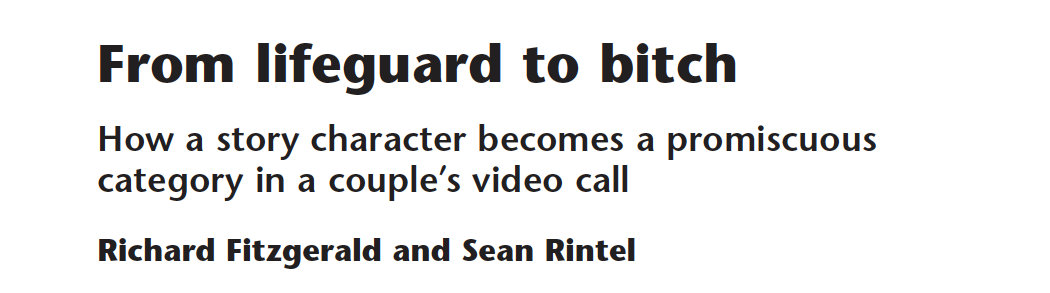 From lifeguard to bitch
How a story character becomes a promiscuous
category in a couple’s video call
Richard Fitzgerald and Sean Rintel